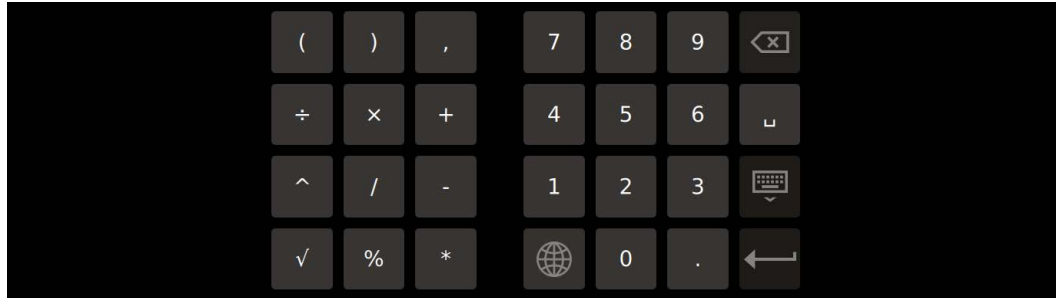 ( ) , 7 8 9
÷ × + 4 5 6 ␣
^ / - 1 2 3
√ % * 0 .